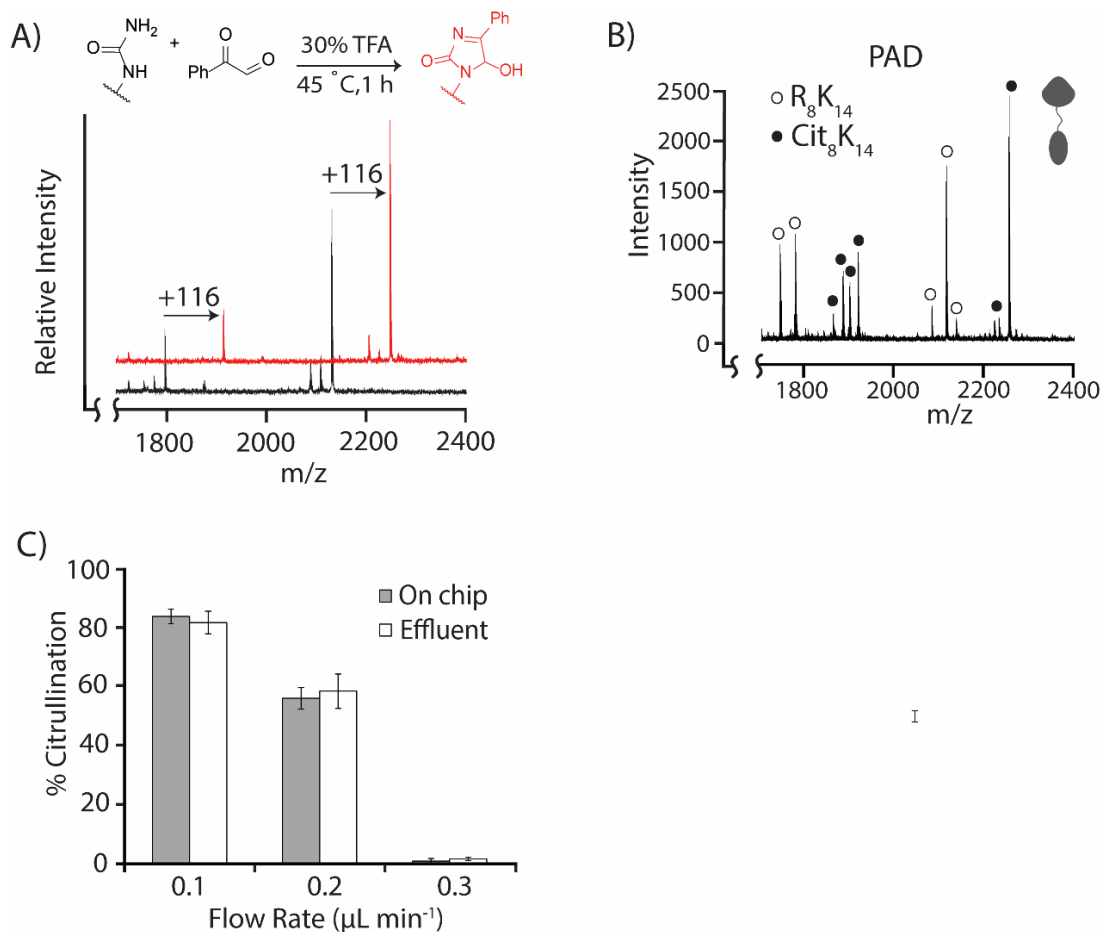 A)
NH₂
O
NH
+
O
Ph
O
30% TFA
45 ˚C,1 h
Ph
N
O
N
OH
Relative Intensity
+116
+116
1800 2000 2200 2400
m/z
B)
PAD
○ R₈K₁₄
● Cit₈K₁₄
Intensity
2500
2000
1500
1000
500
0
1800 2000 2200 2400
m/z
C)
% Citrullination
100
80
60
40
20
0
On chip
Effluent
0.1 0.2 0.3
Flow Rate (µL min⁻¹)